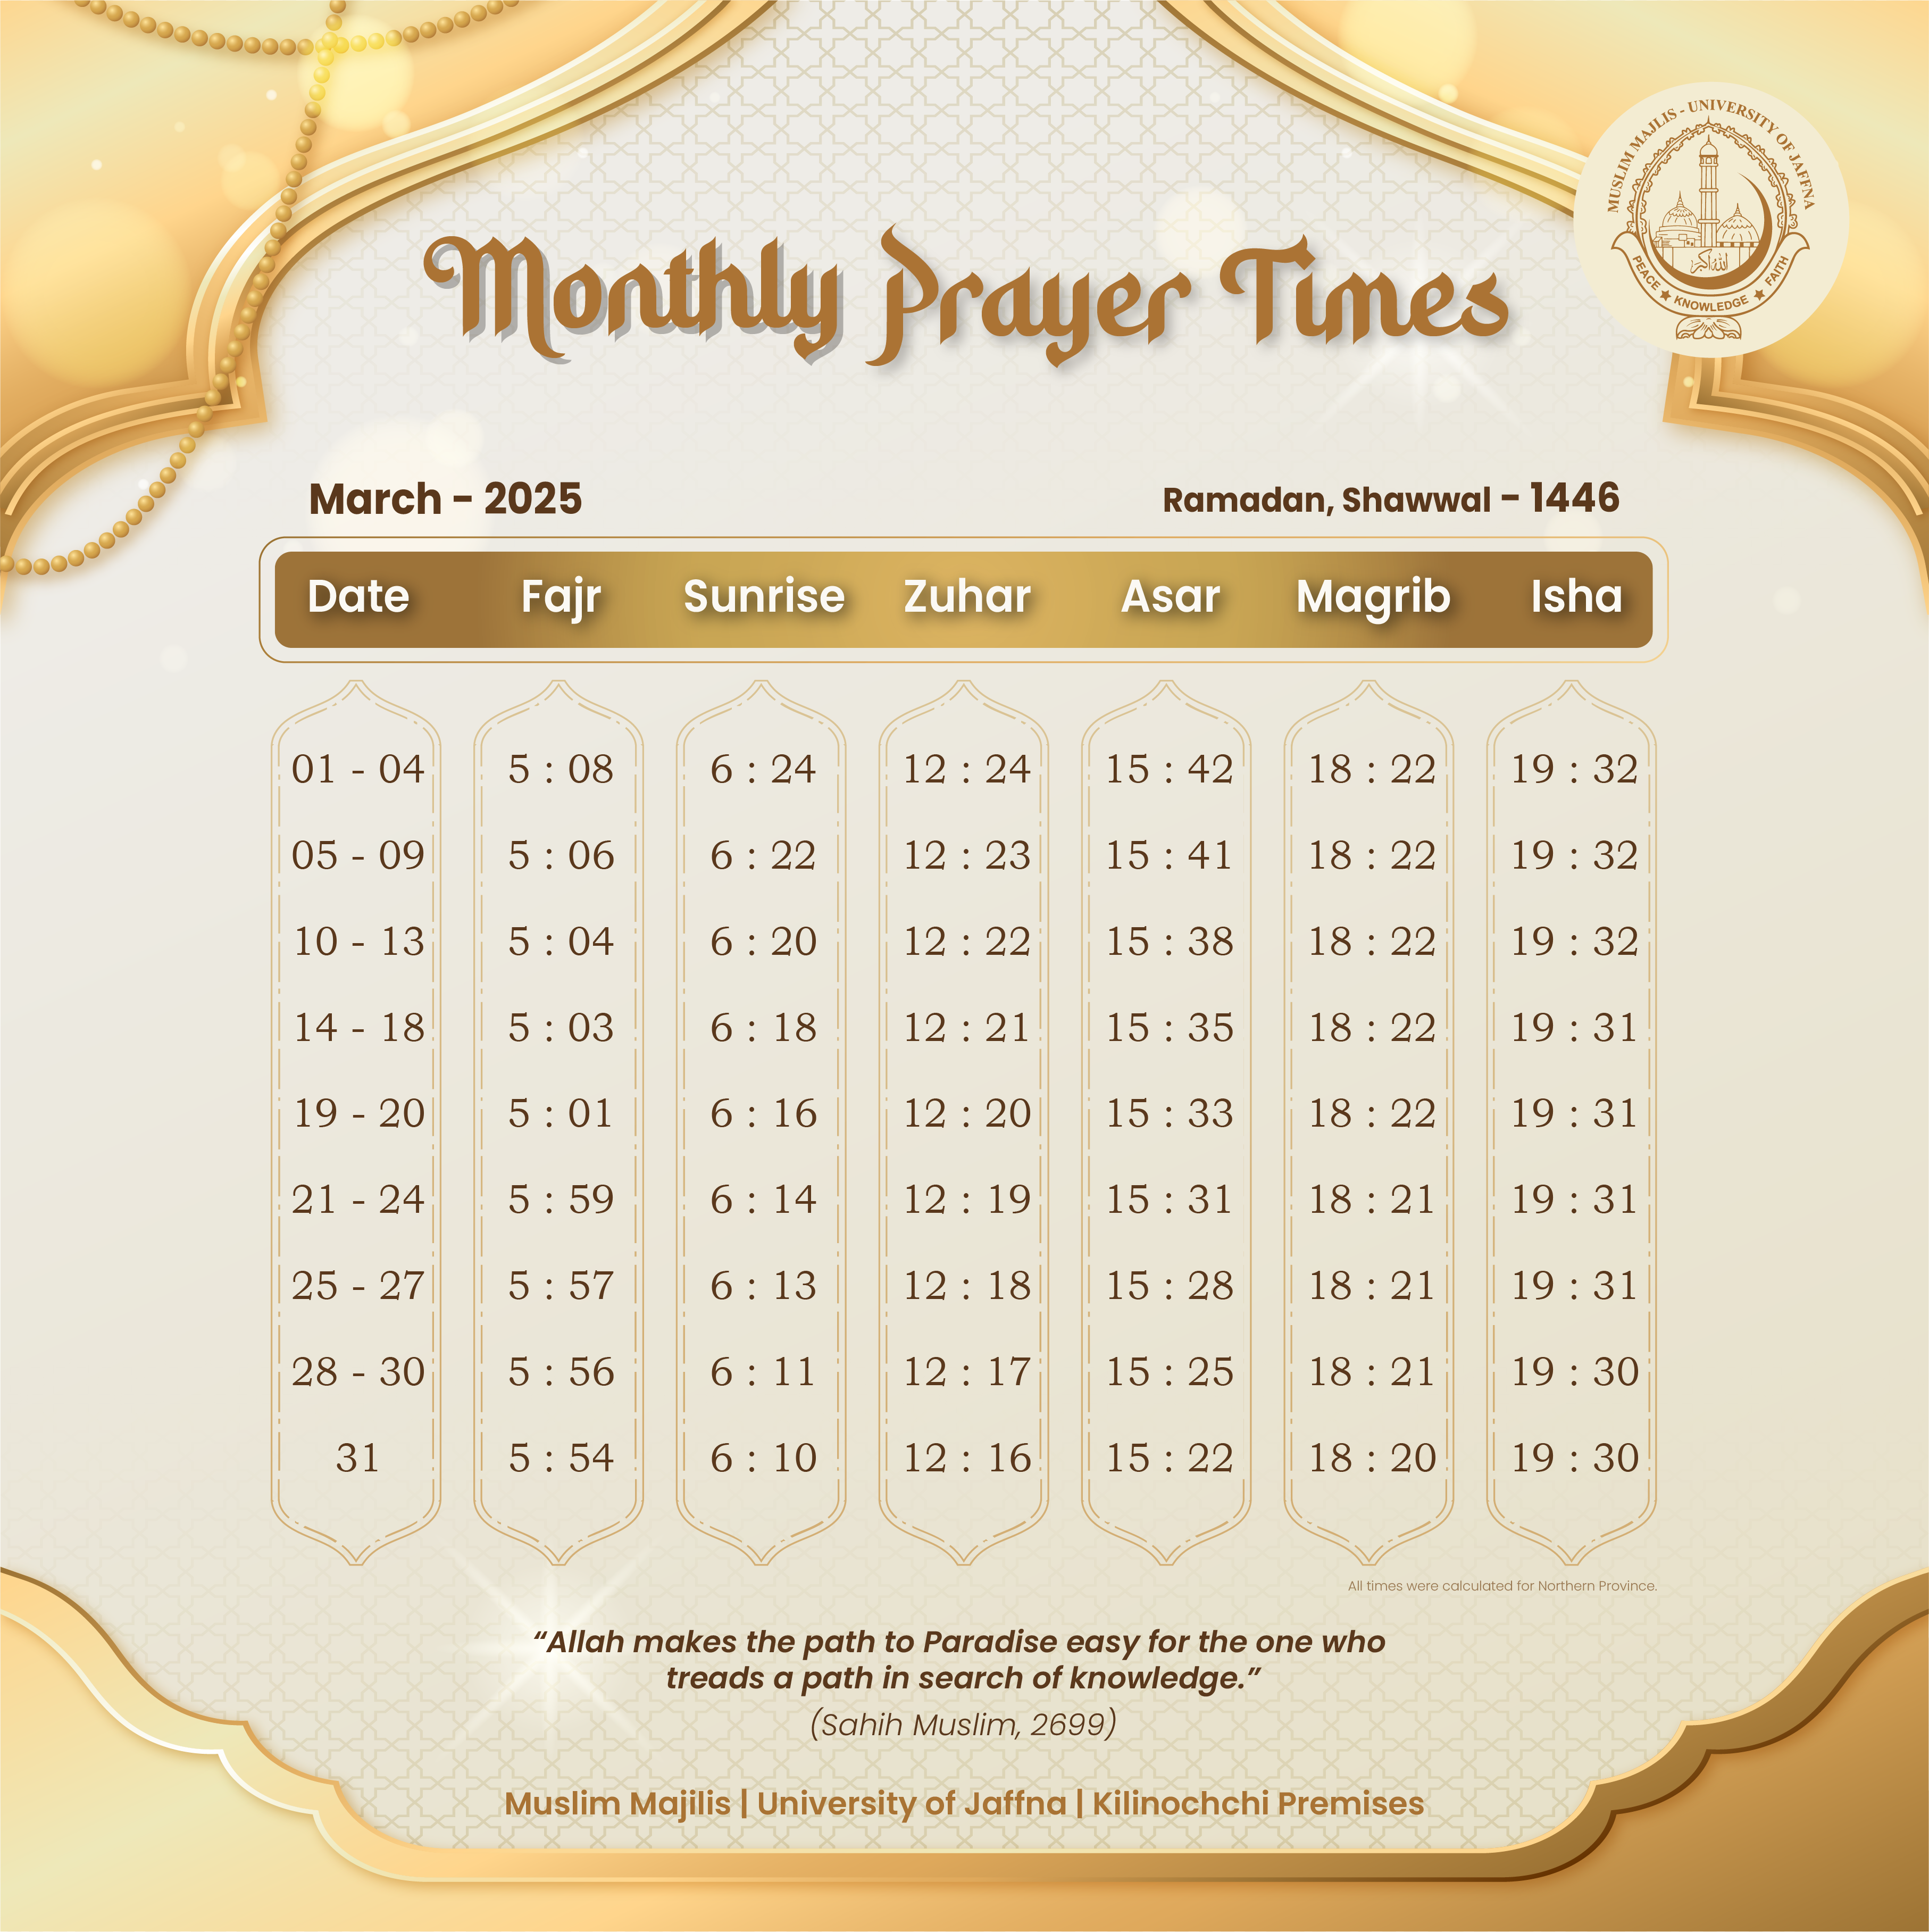 MUSLIM MAJLIS - UNIVERSITY OF JAFFNA
الله اكبر
PEACE ★ KNOWLEDGE ★ FAITH
Monthly Prayer Times
March - 2025
Ramadan, Shawwal - 1446
Date Fajr Sunrise Zuhar Asar Magrib Isha
01 - 04 5 : 08 6 : 24 12 : 24 15 : 42 18 : 22 19 : 32
05 - 09 5 : 06 6 : 22 12 : 23 15 : 41 18 : 22 19 : 32
10 - 13 5 : 04 6 : 20 12 : 22 15 : 38 18 : 22 19 : 32
14 - 18 5 : 03 6 : 18 12 : 21 15 : 35 18 : 22 19 : 31
19 - 20 5 : 01 6 : 16 12 : 20 15 : 33 18 : 22 19 : 31
21 - 24 5 : 59 6 : 14 12 : 19 15 : 31 18 : 21 19 : 31
25 - 27 5 : 57 6 : 13 12 : 18 15 : 28 18 : 21 19 : 31
28 - 30 5 : 56 6 : 11 12 : 17 15 : 25 18 : 21 19 : 30
31 5 : 54 6 : 10 12 : 16 15 : 22 18 : 20 19 : 30
All times were calculated for Northern Province.
“Allah makes the path to Paradise easy for the one who
treads a path in search of knowledge.”
(Sahih Muslim, 2699)
Muslim Majilis | University of Jaffna | Kilinochchi Premises